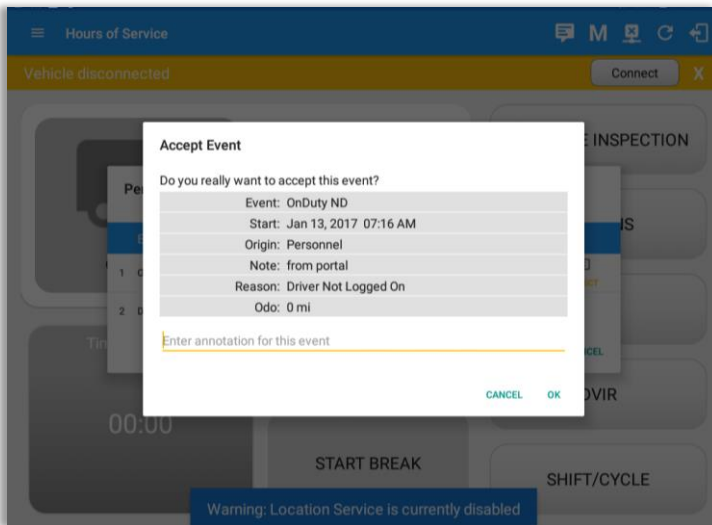 Hours of Service
M
Vehicle disconnected
Connect
X
INSPECTION
Accept Event
Do you really want to accept this event?
Event: OnDuty ND
Start: Jan 13, 2017 07:16 AM
Origin: Personnel
Note: from portal
Reason: Driver Not Logged On
Odo: 0 mi
Enter annotation for this event
CANCEL
OK
1
2
00:00
START BREAK
SHIFT/CYCLE
Warning: Location Service is currently disabled